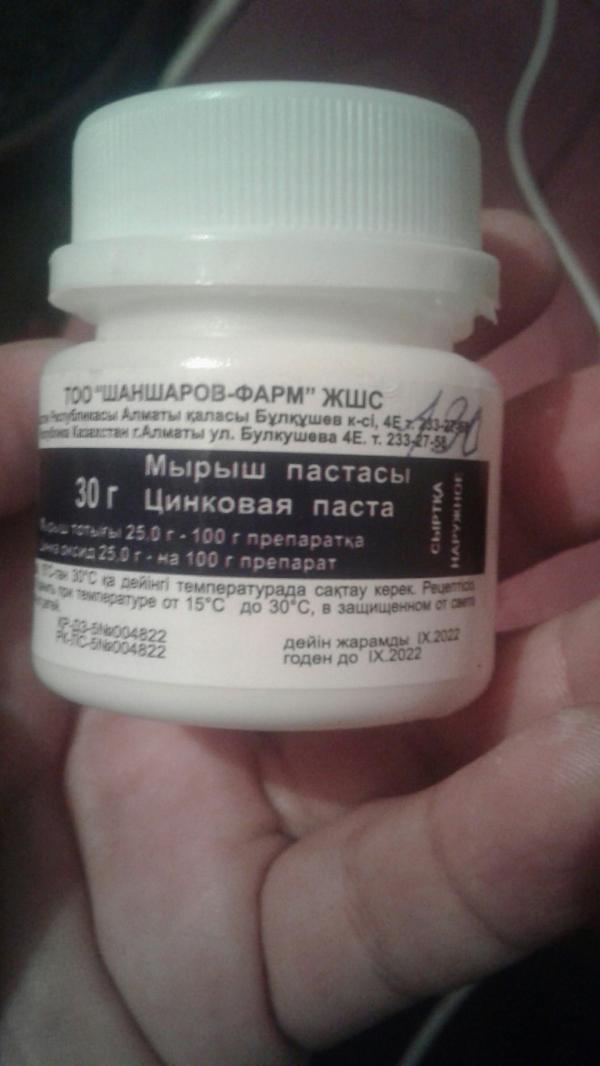 ТОО "ШАНШАРОВ-ФАРМ" ЖШС
Республикасы Алматы қаласы Бұлқұшев к-сі, 4Е т. 233-27-58
Казахстан г.Алматы ул. Булкушева 4Е. т. 233-27-58
130
30 г
Мырыш пастасы
Цинковая паста
Мырыш тотығы 25,0 г - 100 г препаратқа
оксид 25,0 г - на 100 г препарат
СЫРТҚА
НАРУЖНОЕ
30°С қа дейінгі температурада сақтау керек.
при температуре от 15°С до 30°С, в защищенном от света
ҚР-ДЗ-5№004822
РК-ЛС-5№004822
дейін жарамды IX.2022
годен до IX.2022